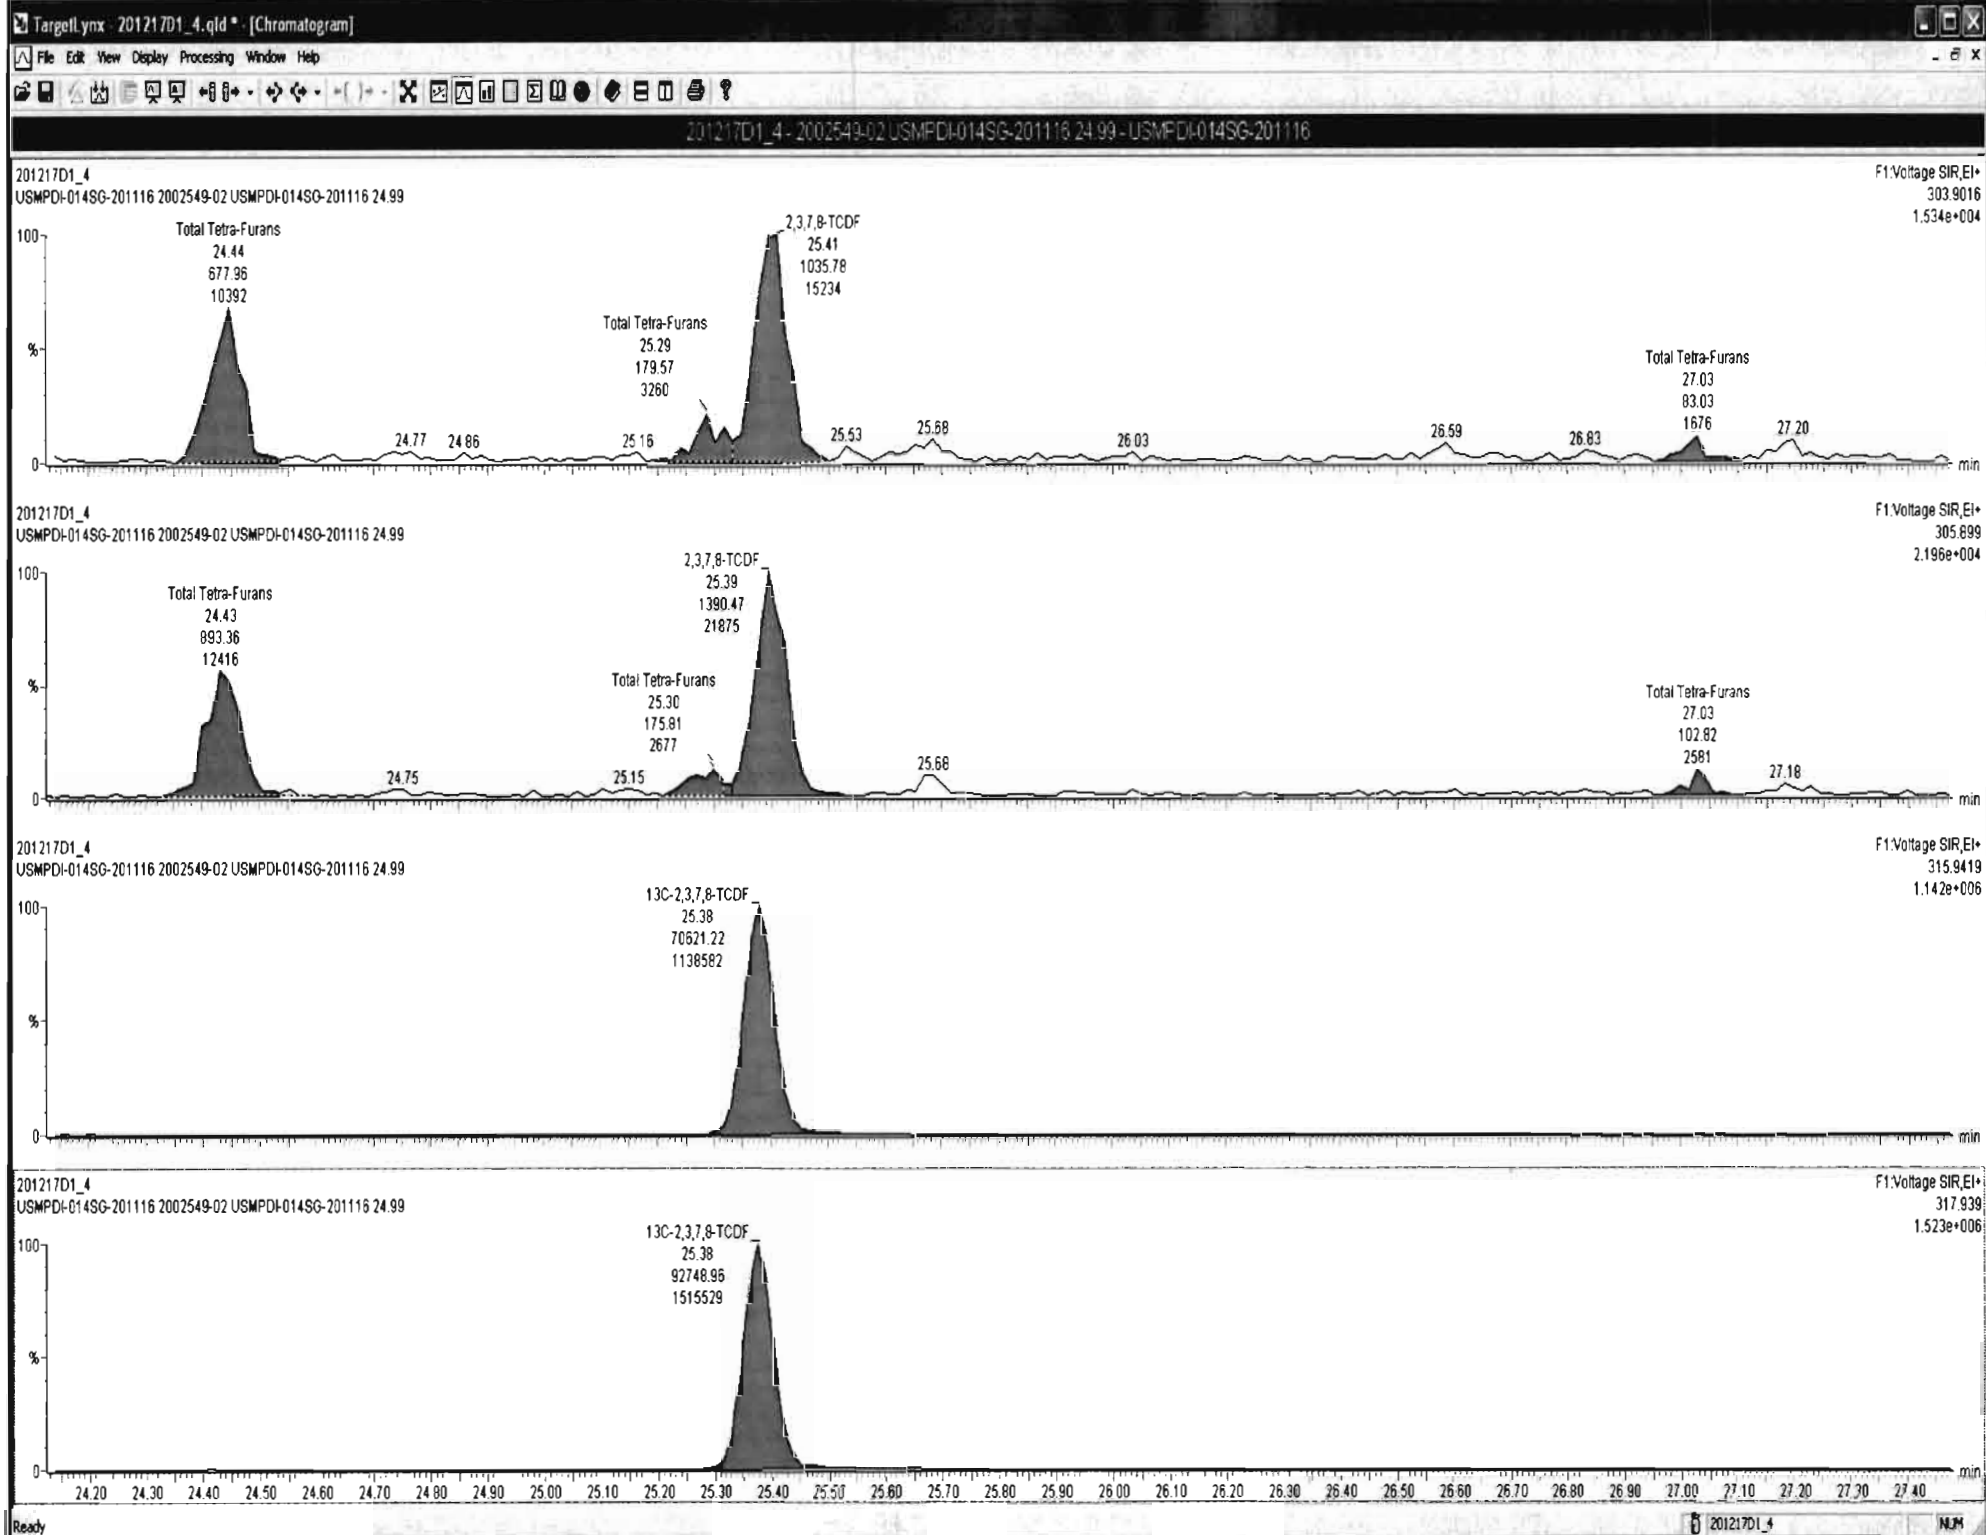 TargetLynx - 201217D1_4.qld * - [Chromatogram]
File Edit View Display Processing Window Help
201217D1_4 - 2002549-02 USMPDI-014SG-201116 24.99 - USMPDI-014SG-201116
201217D1_4
USMPDI-014SG-201116 2002549-02 USMPDI-014SG-201116 24.99
F1:Voltage SIR,EI+
303.9016
1.534e+004
Total Tetra-Furans
24.44
677.96
10392
2,3,7,8-TCDF
25.41
1035.78
15234
Total Tetra-Furans
25.29
179.57
3260
Total Tetra-Furans
27.03
83.03
1676
100
%
0
24.77 24.86 25.16 25.53 25.68 26.03 26.59 26.83 27.20
min
201217D1_4
USMPDI-014SG-201116 2002549-02 USMPDI-014SG-201116 24.99
F1:Voltage SIR,EI+
305.899
2.196e+004
2,3,7,8-TCDF
25.39
1390.47
21875
Total Tetra-Furans
24.43
893.36
12416
Total Tetra-Furans
25.30
175.81
2677
Total Tetra-Furans
27.03
102.82
2581
100
%
0
24.75 25.15 25.68 27.18
min
201217D1_4
USMPDI-014SG-201116 2002549-02 USMPDI-014SG-201116 24.99
F1:Voltage SIR,EI+
315.9419
1.142e+006
13C-2,3,7,8-TCDF
25.38
70621.22
1138582
100
%
0
min
201217D1_4
USMPDI-014SG-201116 2002549-02 USMPDI-014SG-201116 24.99
F1:Voltage SIR,EI+
317.939
1.523e+006
13C-2,3,7,8-TCDF
25.38
92748.96
1515529
100
%
0
min
24.20 24.30 24.40 24.50 24.60 24.70 24.80 24.90 25.00 25.10 25.20 25.30 25.40 25.50 25.60 25.70 25.80 25.90 26.00 26.10 26.20 26.30 26.40 26.50 26.60 26.70 26.80 26.90 27.00 27.10 27.20 27.30 27.40
Ready
201217D1_4
NUM